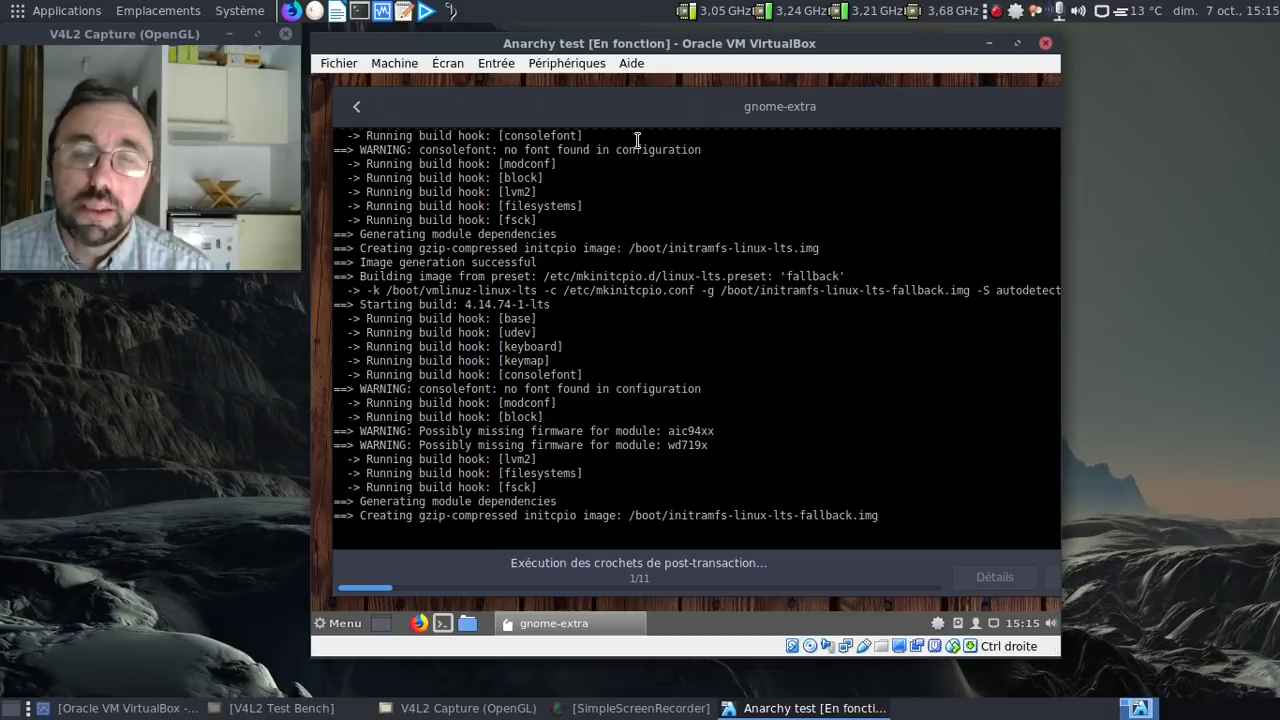 Applications Emplacements Système 3,05 GHz 3,24 GHz 3,21 GHz 3,68 GHz 13 °C dim. 7 oct., 15:15
V4L2 Capture (OpenGL)
Anarchy test [En fonction] - Oracle VM VirtualBox
Fichier Machine Écran Entrée Périphériques Aide
gnome-extra
-> Running build hook: [consolefont]
==> WARNING: consolefont: no font found in configuration
-> Running build hook: [modconf]
-> Running build hook: [block]
-> Running build hook: [lvm2]
-> Running build hook: [filesystems]
-> Running build hook: [fsck]
==> Generating module dependencies
==> Creating gzip-compressed initcpio image: /boot/initramfs-linux-lts.img
==> Image generation successful
==> Building image from preset: /etc/mkinitcpio.d/linux-lts.preset: 'fallback'
-> -k /boot/vmlinuz-linux-lts -c /etc/mkinitcpio.conf -g /boot/initramfs-linux-lts-fallback.img -S autodetect
==> Starting build: 4.14.74-1-lts
-> Running build hook: [base]
-> Running build hook: [udev]
-> Running build hook: [keyboard]
-> Running build hook: [keymap]
-> Running build hook: [consolefont]
==> WARNING: consolefont: no font found in configuration
-> Running build hook: [modconf]
-> Running build hook: [block]
==> WARNING: Possibly missing firmware for module: aic94xx
==> WARNING: Possibly missing firmware for module: wd719x
-> Running build hook: [lvm2]
-> Running build hook: [filesystems]
-> Running build hook: [fsck]
==> Generating module dependencies
==> Creating gzip-compressed initcpio image: /boot/initramfs-linux-lts-fallback.img
Exécution des crochets de post-transaction…
1/11
Détails
Menu gnome-extra 15:15
Ctrl droite
[Oracle VM VirtualBox -... [V4L2 Test Bench] V4L2 Capture (OpenGL) [SimpleScreenRecorder] Anarchy test [En foncti...